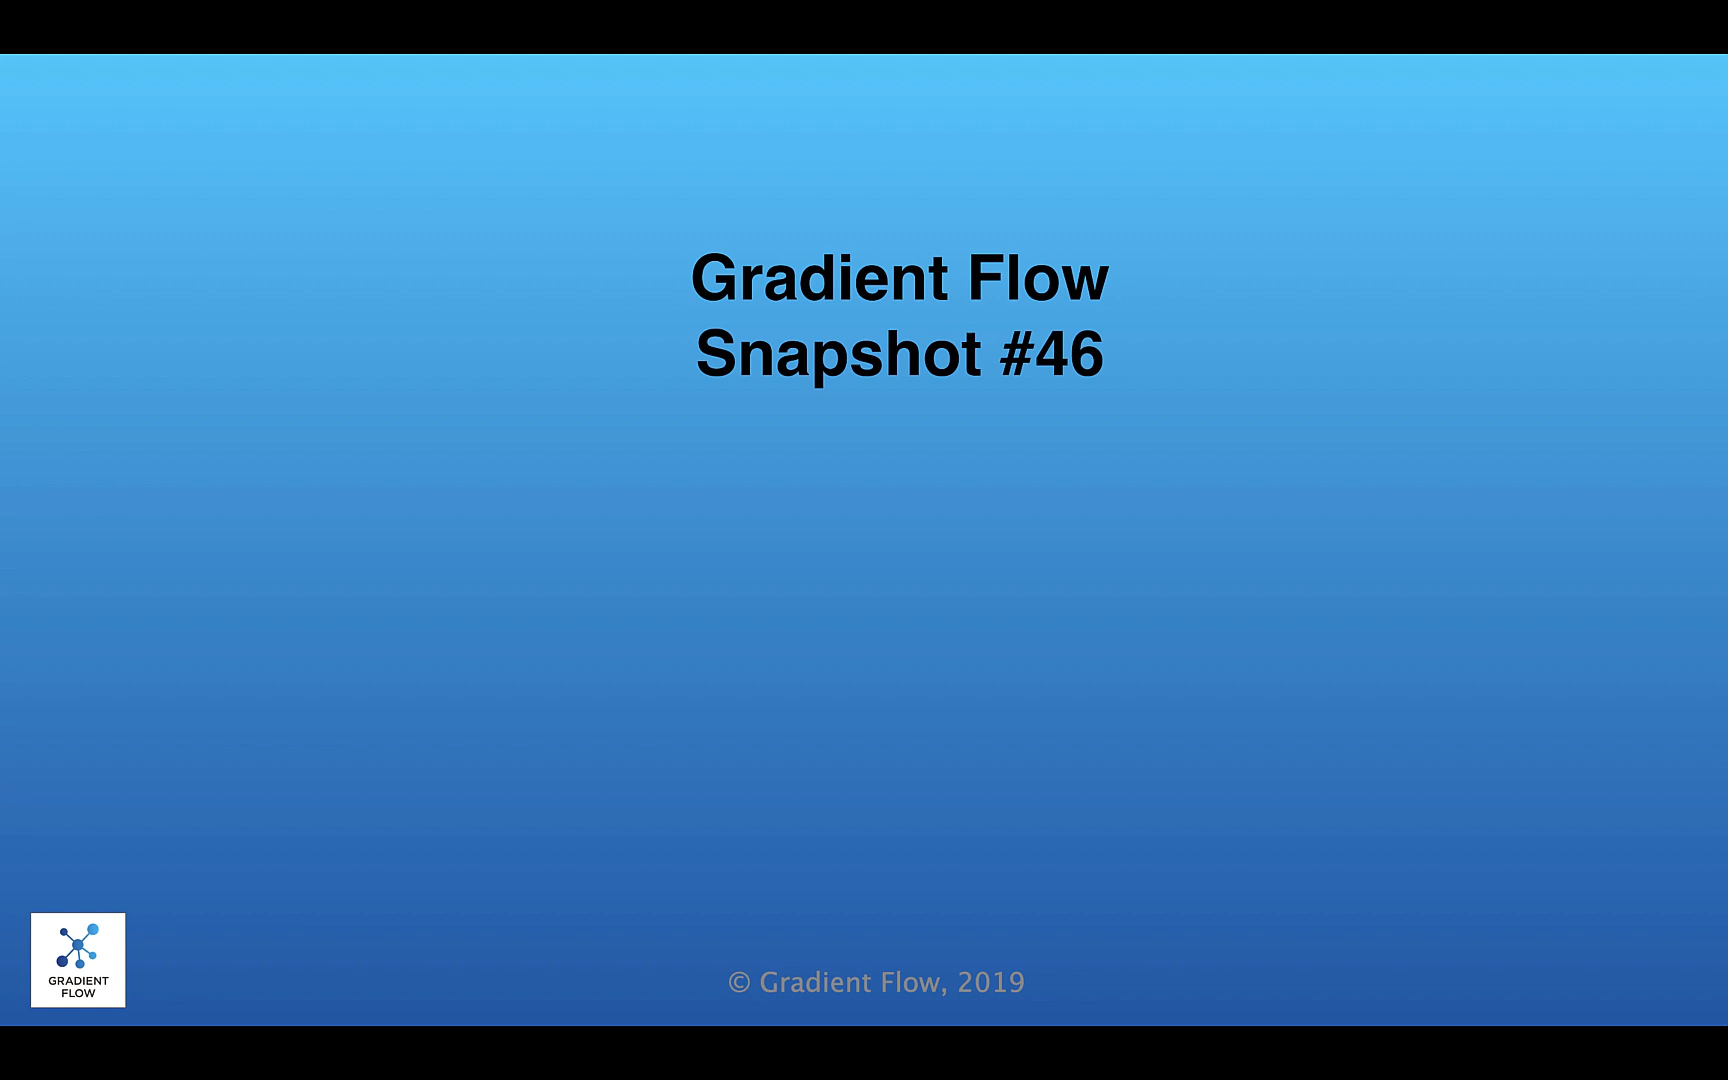 Gradient Flow
Snapshot #46
GRADIENT
FLOW
© Gradient Flow, 2019